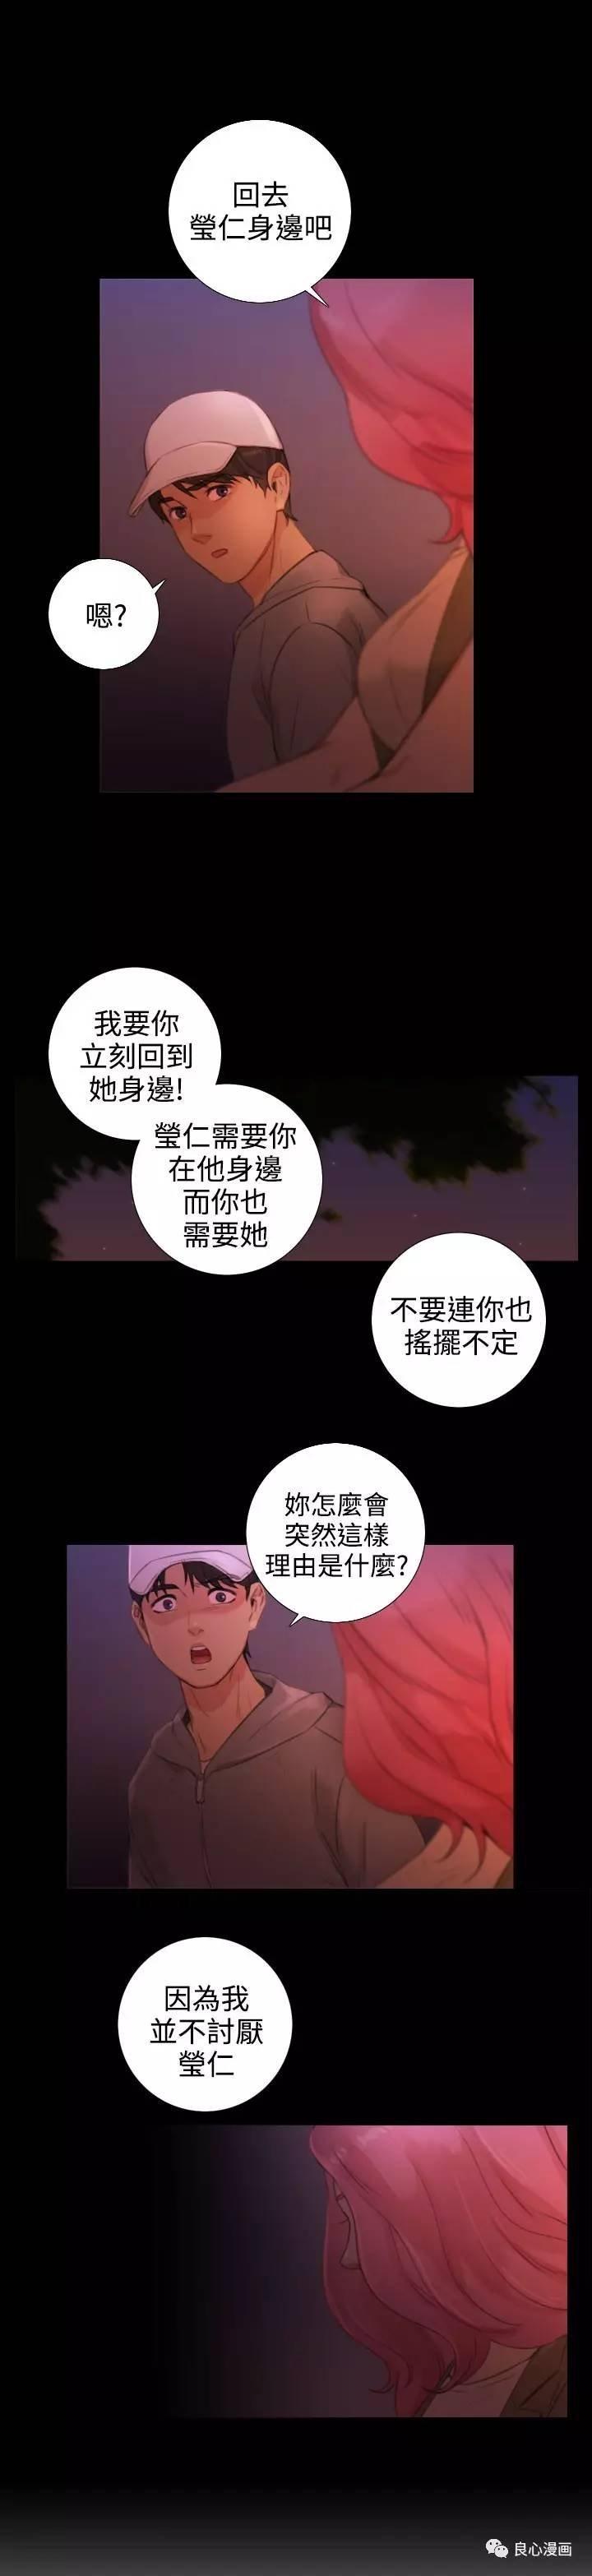 回去
瑩仁身邊吧
嗯?
我要你
立刻回到
她身邊!
瑩仁需要你
在他身邊
而你也
需要她
不要連你也
搖擺不定
妳怎麼會
突然這樣
理由是什麼?
因為我
並不討厭
瑩仁
良心漫画